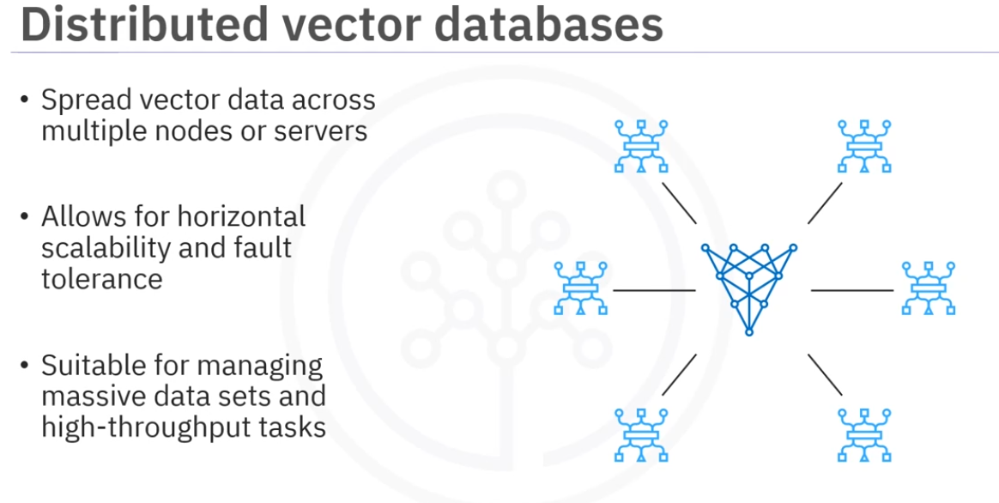 Distributed vector databases
• Spread vector data across
multiple nodes or servers
• Allows for horizontal
scalability and fault
tolerance
• Suitable for managing
massive data sets and
high-throughput tasks